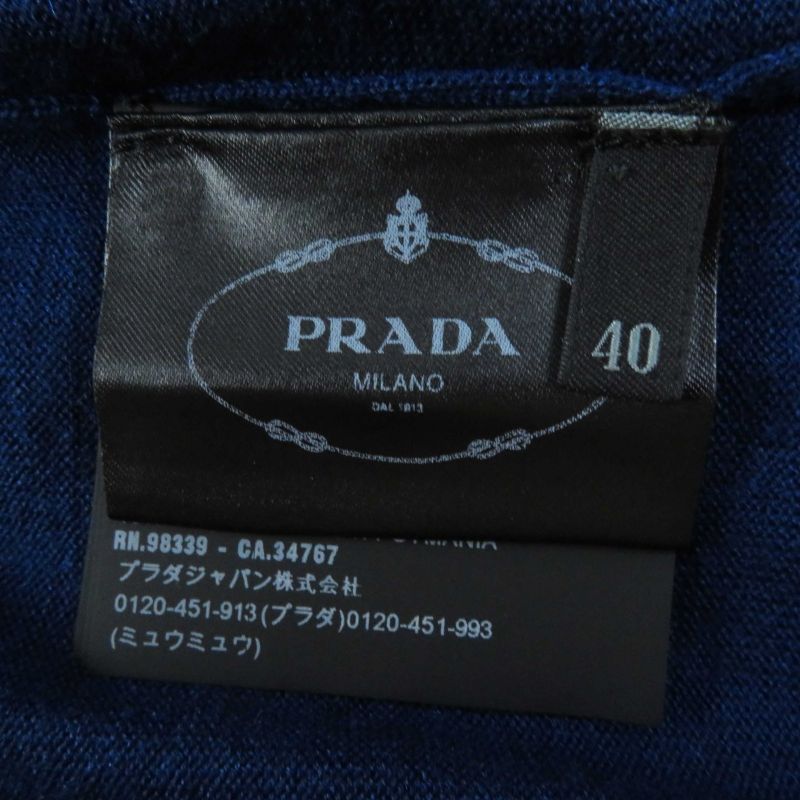 PRADA
MILANO
DAL 1913
40
RN.98339 - CA.34767
プラダジャパン株式会社
0120-451-913(プラダ)0120-451-993
(ミュウミュウ)